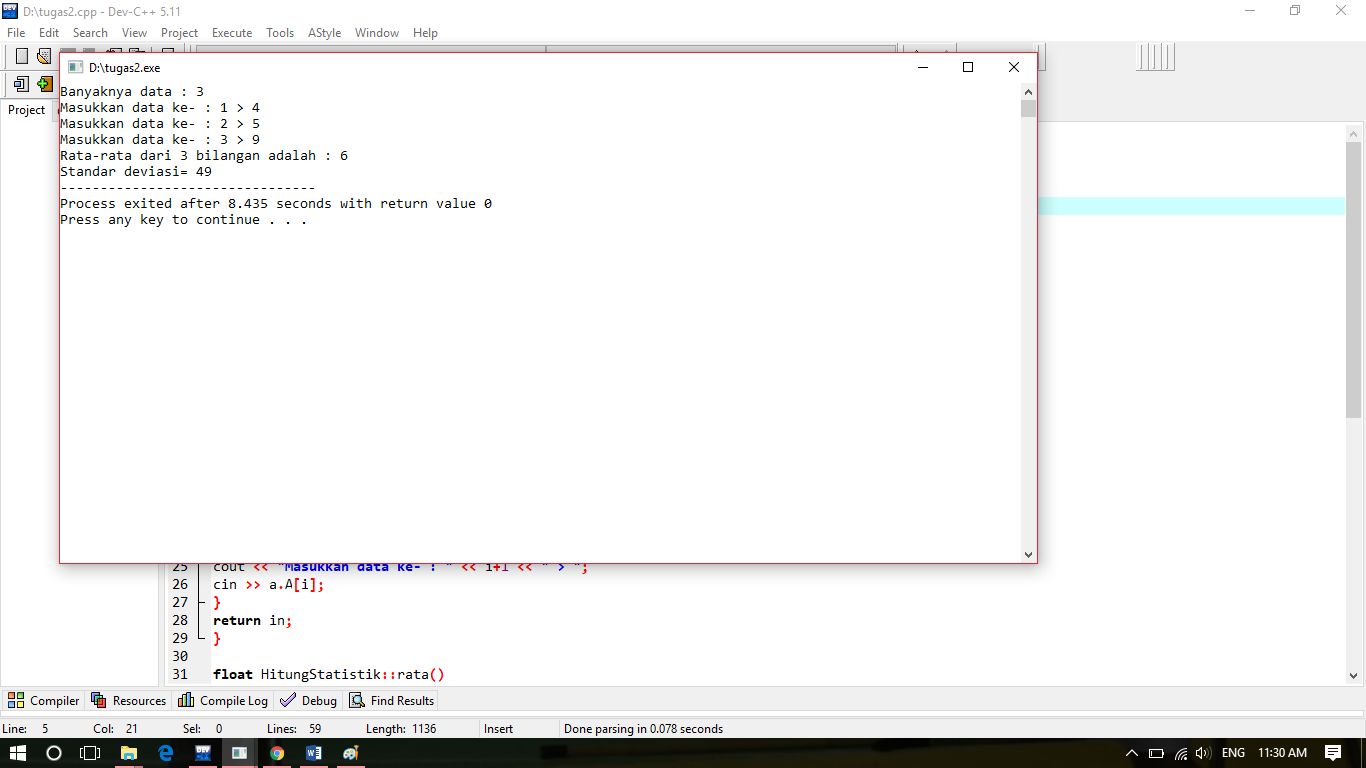 D:\tugas2.cpp - Dev-C++ 5.11
File Edit Search View Project Execute Tools AStyle Window Help
D:\tugas2.exe
Project
Banyaknya data : 3
Masukkan data ke- : 1 > 4
Masukkan data ke- : 2 > 5
Masukkan data ke- : 3 > 9
Rata-rata dari 3 bilangan adalah : 6
Standar deviasi= 49
--------------------------------
Process exited after 8.435 seconds with return value 0
Press any key to continue . . .
25 cout << "Masukkan data ke- : " << i+1 << " > ";
26 cin >> a.A[i];
27 }
28 return in;
29 }
30
31 float HitungStatistik::rata()
Compiler Resources Compile Log Debug Find Results
Line: 5 Col: 21 Sel: 0 Lines: 59 Length: 1136 Insert Done parsing in 0.078 seconds
ENG 11:30 AM